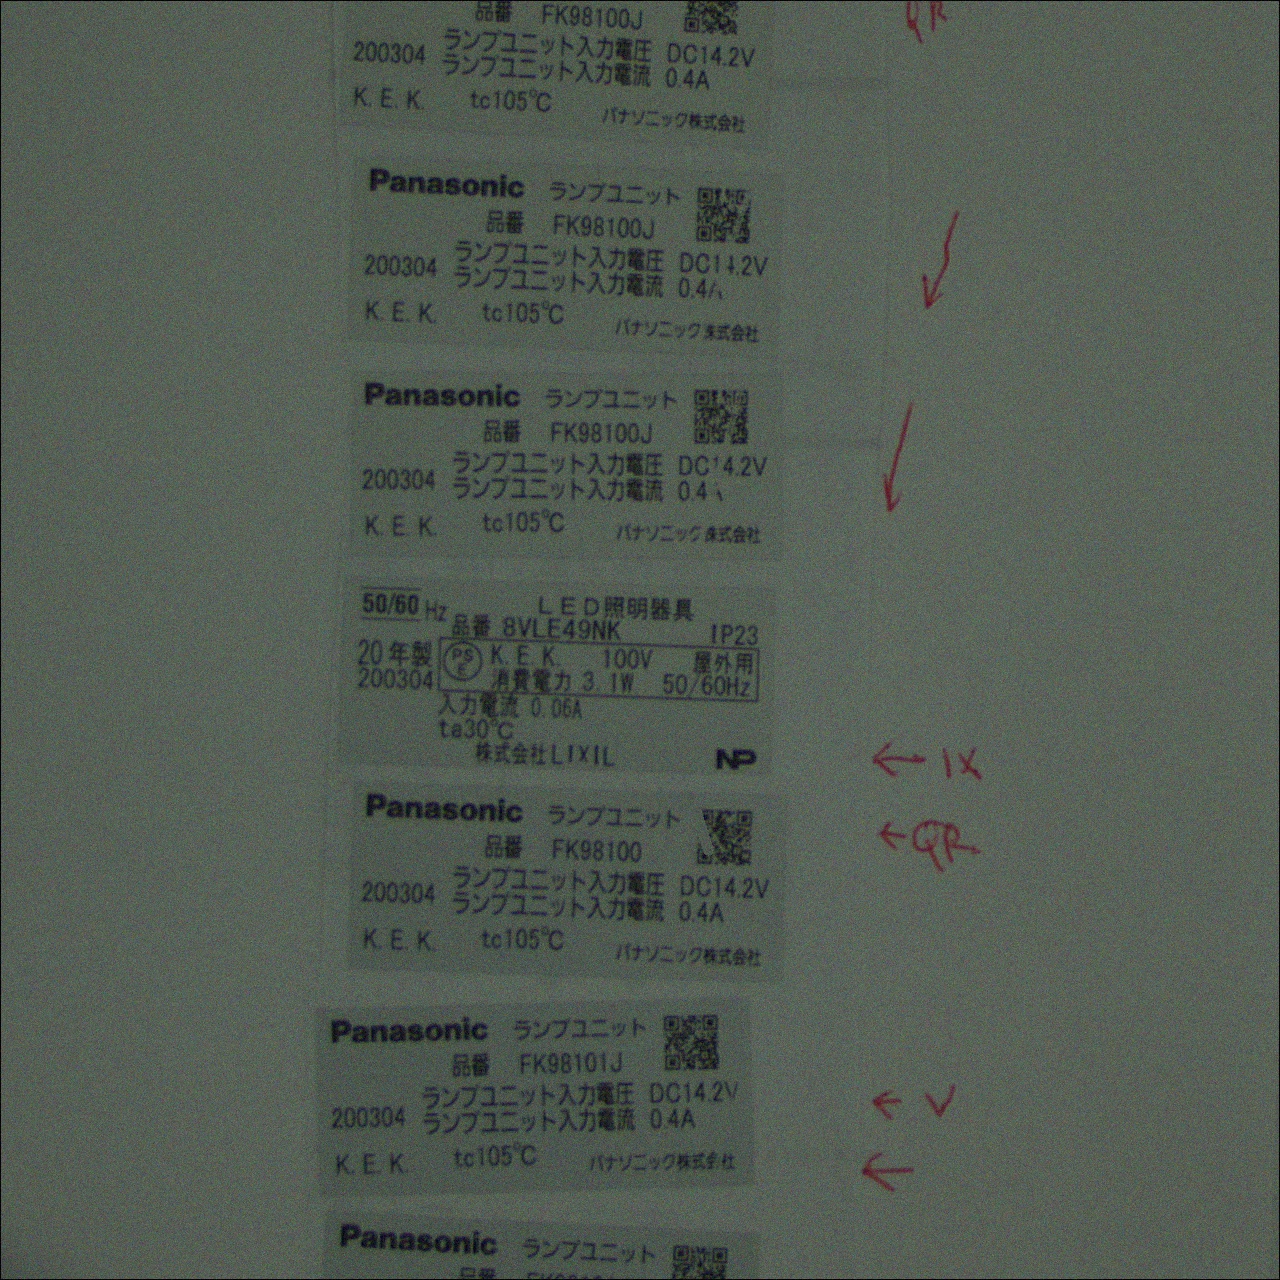 品番 FK98100J
QR
200304 ランプユニット入力電圧 DC14.2V
ランプユニット入力電流 0.4A
K.E.K. tc105℃ パナソニック株式会社
Panasonic ランプユニット
品番 FK98100J
200304 ランプユニット入力電圧 DC14.2V
ランプユニット入力電流 0.4
K.E.K. tc105℃ パナソニック株式会社
Panasonic ランプユニット
品番 FK98100J
200304 ランプユニット入力電圧 DC14.2V
ランプユニット入力電流 0.4
K.E.K. tc105℃ パナソニック株式会社
50/60 Hz LED照明器具
品番 8VLE49NK IP23
20年製 PSE K.E.K. 100V 屋外用
200304 消費電力 3.1W 50/60Hz
入力電流 0.06A
ta30℃
株式会社LIXIL NP
← IX
Panasonic ランプユニット
← QR
品番 FK98100
200304 ランプユニット入力電圧 DC14.2V
ランプユニット入力電流 0.4A
K.E.K. tc105℃ パナソニック株式会社
Panasonic ランプユニット
品番 FK98101J
200304 ランプユニット入力電圧 DC14.2V
← V
ランプユニット入力電流 0.4A
K.E.K. tc105℃ パナソニック株式会社
←
Panasonic ランプユニット
品番